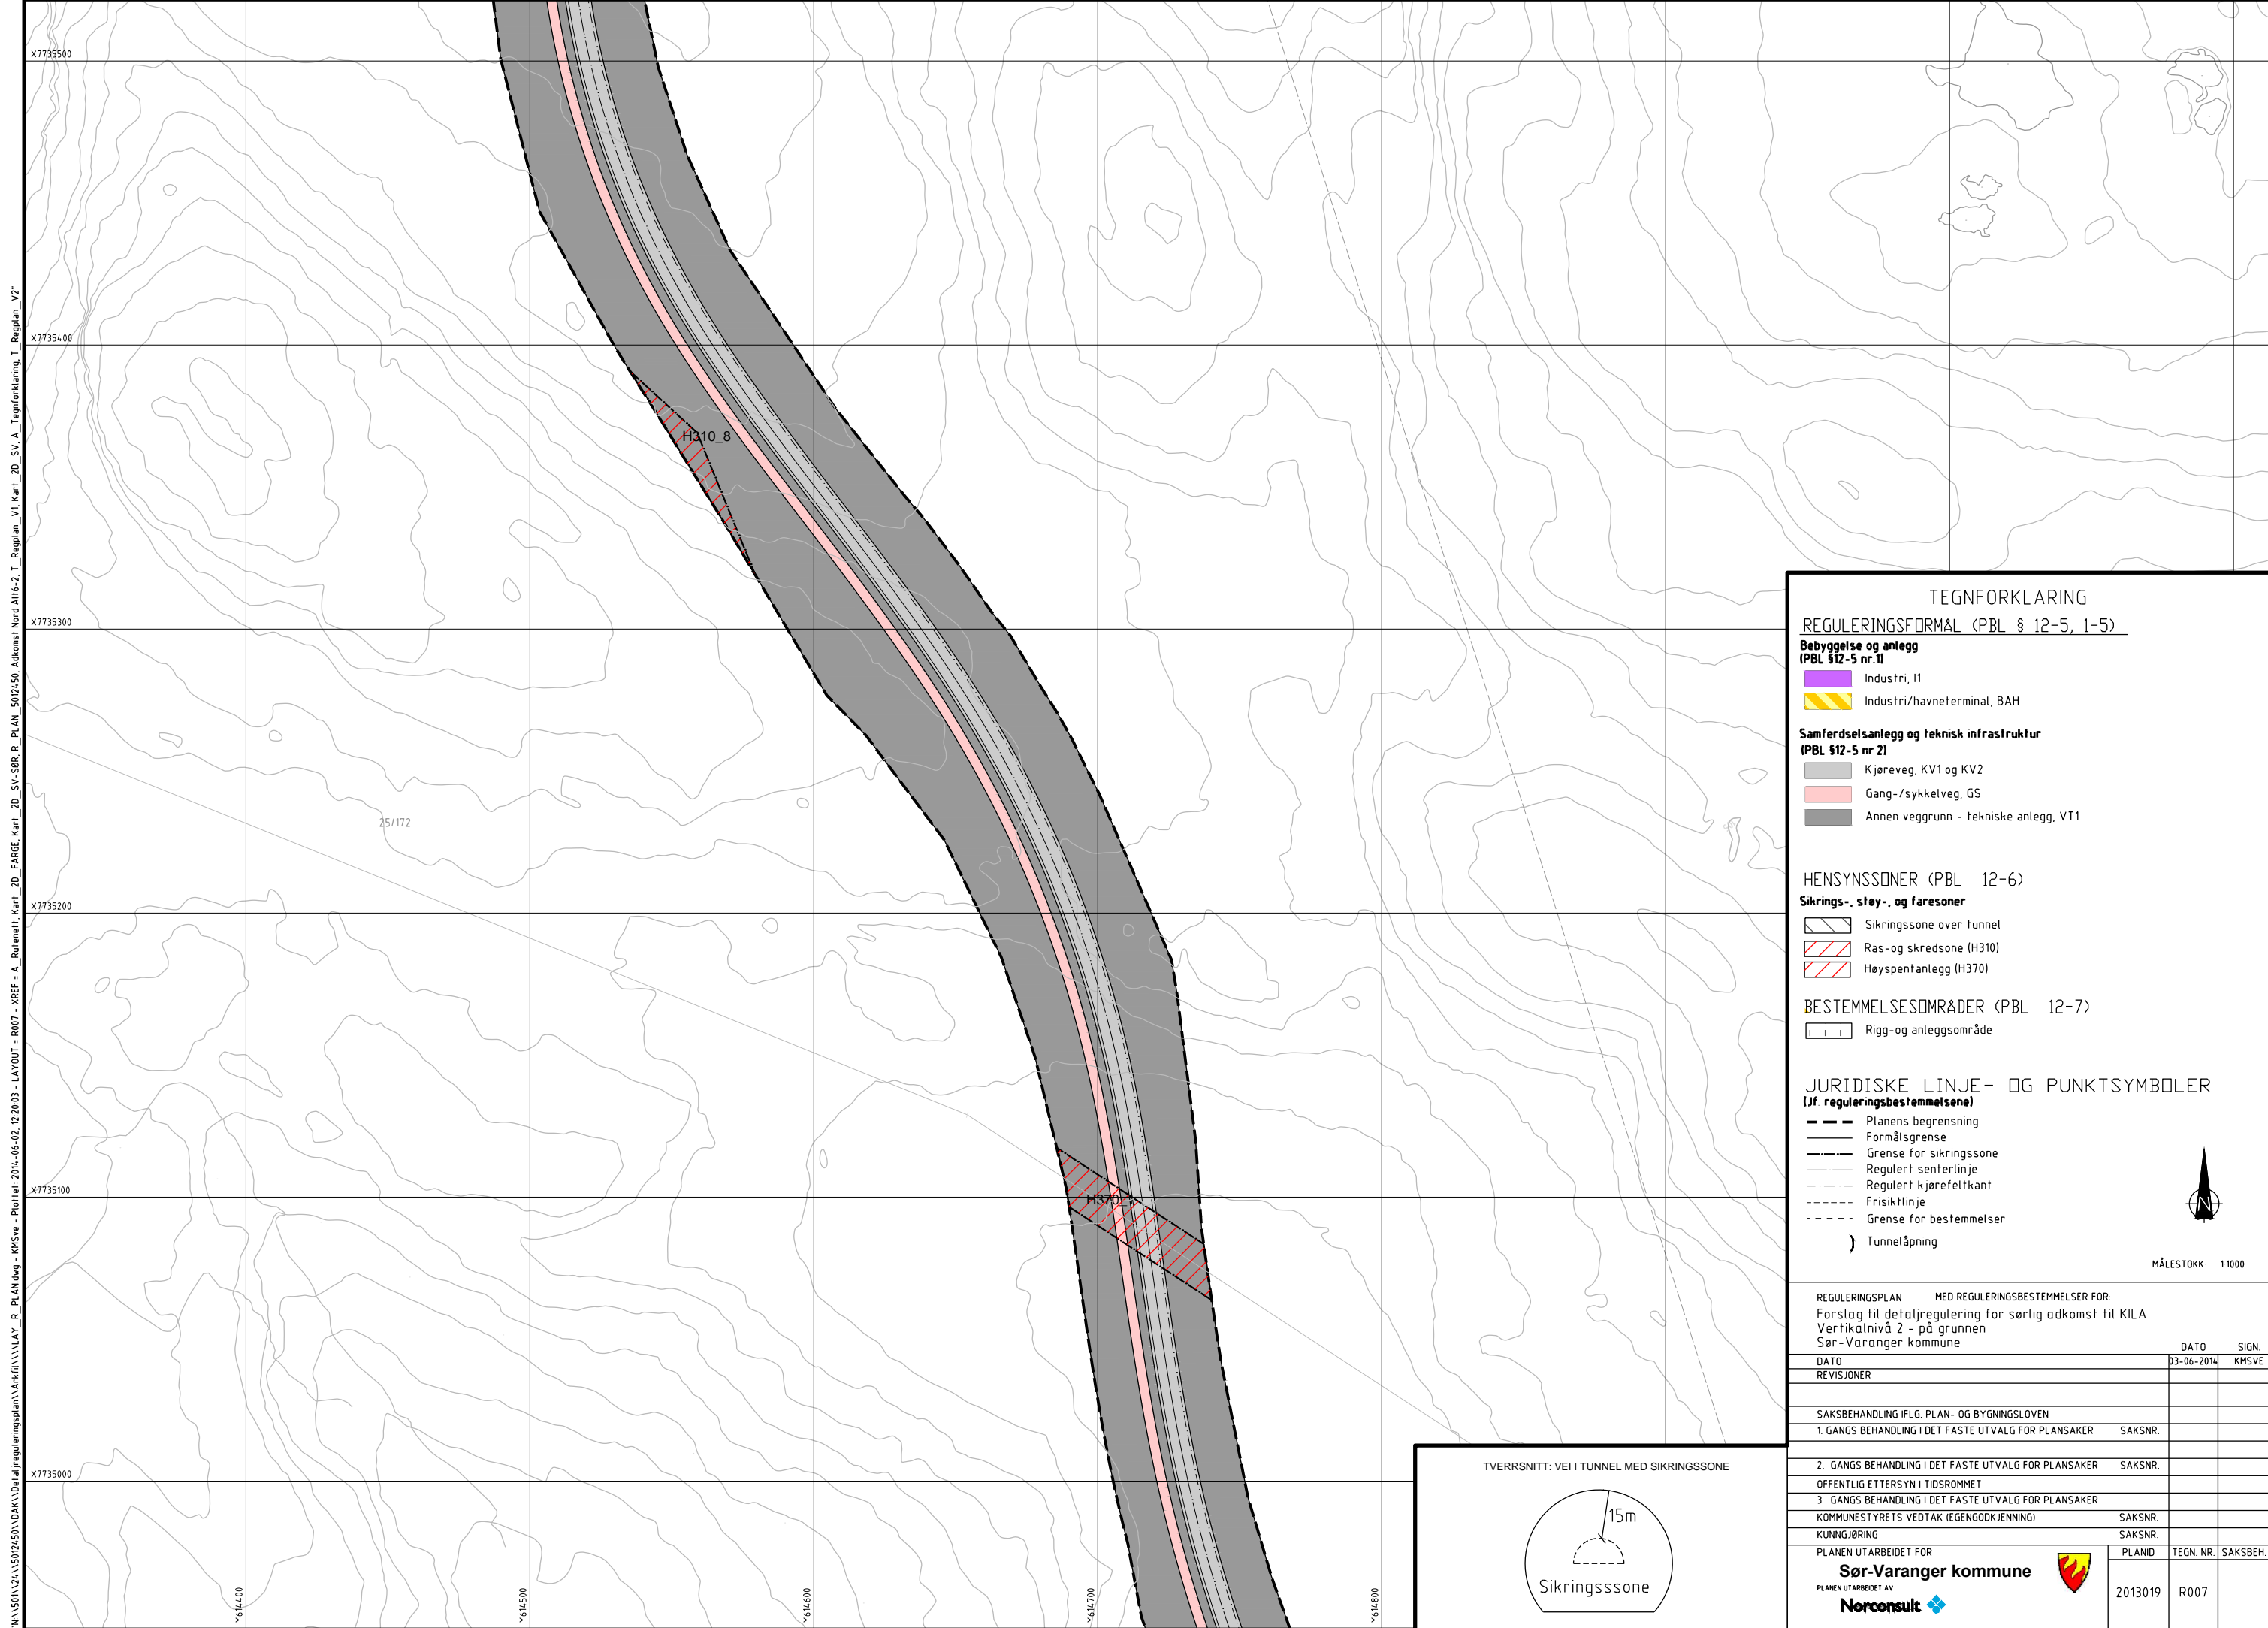 X7735500
X7735400
X7735300
X7735200
X7735100
X7735000
Y614400
Y614500
Y614600
Y614700
Y614800
H310_8
25/172
H370_
TEGNFORKLARING
REGULERINGSFORMÅL (PBL § 12-5, 1-5)
Bebyggelse og anlegg
(PBL §12-5 nr.1)
Industri, I1
Industri/havneterminal, BAH
Samferdselsanlegg og teknisk infrastruktur
(PBL §12-5 nr.2)
Kjøreveg, KV1 og KV2
Gang-/sykkelveg, GS
Annen veggrunn - tekniske anlegg, VT1
HENSYNSSONER (PBL 12-6)
Sikrings-, støy-, og faresoner
Sikringssone over tunnel
Ras-og skredsone (H310)
Høyspentanlegg (H370)
BESTEMMELSESOMRÅDER (PBL 12-7)
Rigg-og anleggsområde
JURIDISKE LINJE- OG PUNKTSYMBOLER
(Jf. reguleringsbestemmelsene)
Planens begrensning
Formålsgrense
Grense for sikringssone
Regulert senterlinje
Regulert kjørefeltkant
Frisiktlinje
Grense for bestemmelser
Tunnelåpning
N
MÅLESTOKK: 1:1000
REGULERINGSPLAN MED REGULERINGSBESTEMMELSER FOR:
Forslag til detaljregulering for sørlig adkomst til KILA
Vertikalnivå 2 - på grunnen
Sør-Varanger kommune
DATO SIGN.
DATO 03-06-2014 KMSVE
REVISJONER
SAKSBEHANDLING IFLG. PLAN- OG BYGNINGSLOVEN
1. GANGS BEHANDLING I DET FASTE UTVALG FOR PLANSAKER SAKSNR.
2. GANGS BEHANDLING I DET FASTE UTVALG FOR PLANSAKER SAKSNR.
OFFENTLIG ETTERSYN I TIDSROMMET
3. GANGS BEHANDLING I DET FASTE UTVALG FOR PLANSAKER
KOMMUNESTYRETS VEDTAK (EGENGODKJENNING) SAKSNR.
KUNNGJØRING SAKSNR.
PLANEN UTARBEIDET FOR PLANID TEGN. NR. SAKSBEH.
Sør-Varanger kommune
PLANEN UTARBEIDET AV
2013019 R007
Norconsult
TVERRSNITT: VEI I TUNNEL MED SIKRINGSSONE
15m
Sikringsssone